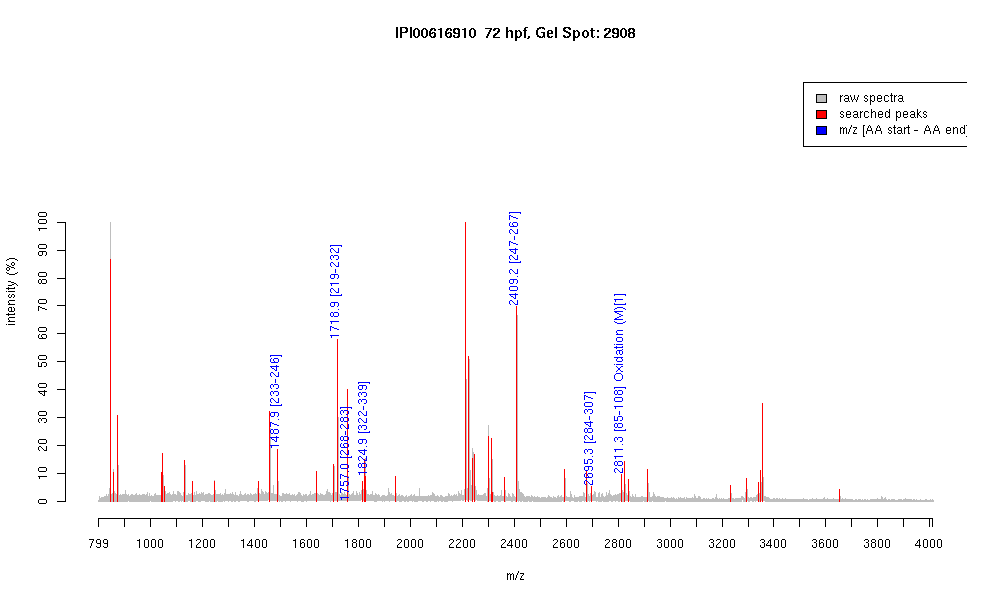 IPI00616910 72 hpf, Gel Spot: 2908
raw spectra
searched peaks
m/z [AA start - AA end]
intensity (%)
100
90
80
70
60
50
40
30
20
10
0
1487.9 [233-246]
1718.9 [219-232]
1757.0 [268-283]
1824.9 [322-339]
2409.2 [247-267]
2695.3 [284-307]
2811.3 [85-108] Oxidation (M)[1]
799 1000 1200 1400 1600 1800 2000 2200 2400 2600 2800 3000 3200 3400 3600 3800 4000
m/z